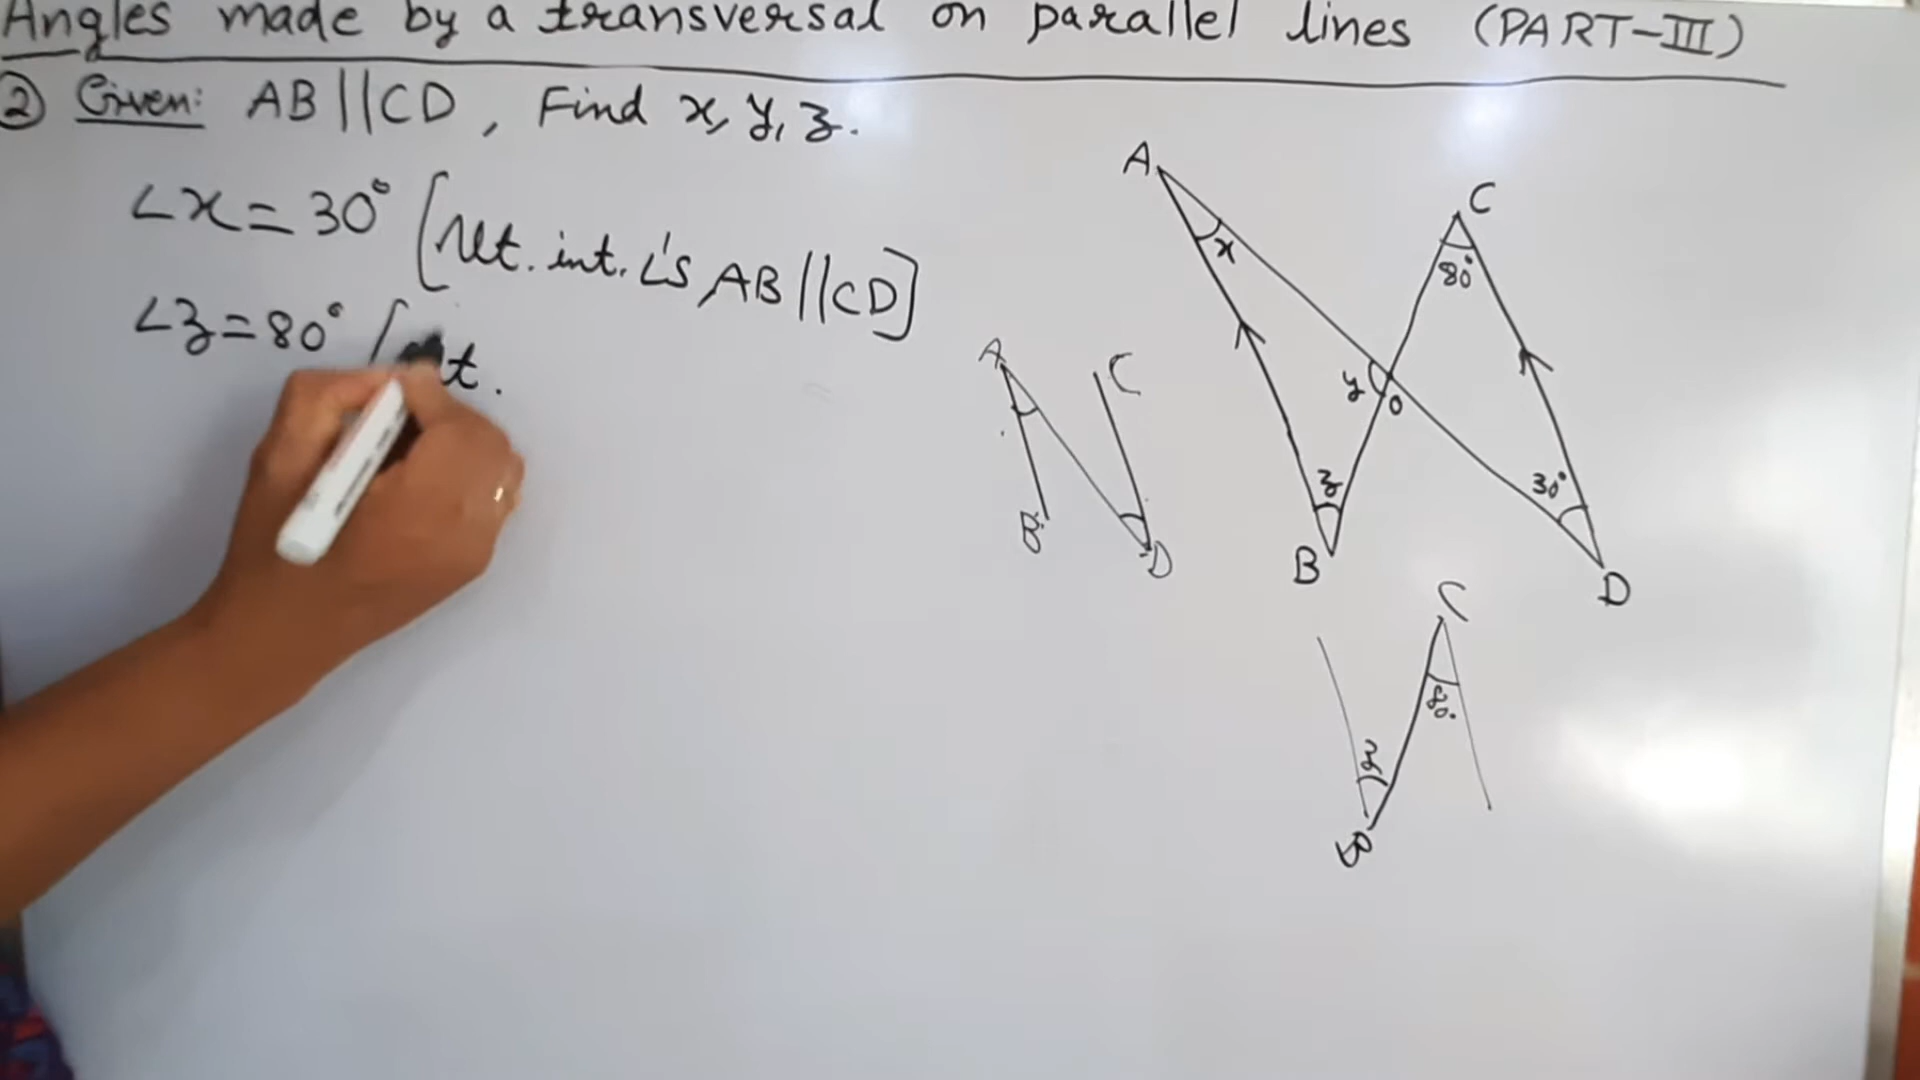 Angles made by a transversal on parallel lines (PART-III)
② Given: AB||CD, Find x, y, z.
∠x = 30° [Alt. int. ∠'s AB||CD]
∠z = 80° [
t.
A
x
C
80°
y
O
z
30°
B
D
A
C
B
D
C
80°
z
B